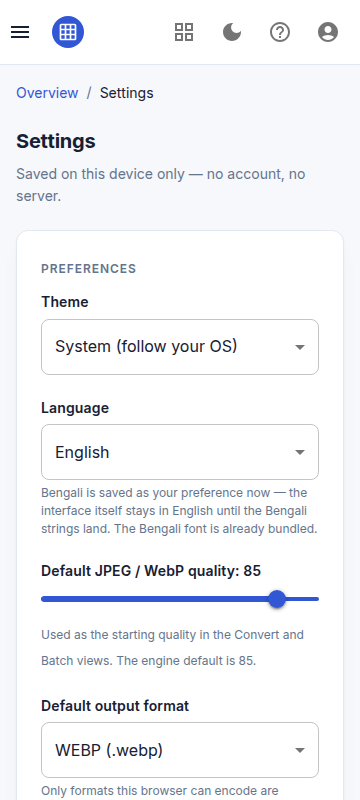 Overview / Settings
Settings
Saved on this device only — no account, no
server.
PREFERENCES
Theme
System (follow your OS)
Language
English
Bengali is saved as your preference now — the
interface itself stays in English until the Bengali
strings land. The Bengali font is already bundled.
Default JPEG / WebP quality: 85
Used as the starting quality in the Convert and
Batch views. The engine default is 85.
Default output format
WEBP (.webp)
Only formats this browser can encode are